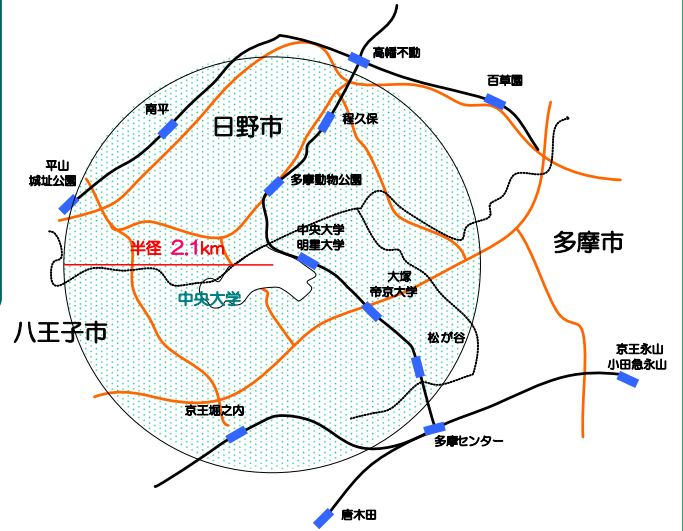 高幡不動
百草園
南平
日野市
程久保
平山
城址公園
多摩動物公園
中央大学
明星大学
半径 2.1km
多摩市
大塚
帝京大学
中央大学
八王子市
松が谷
京王永山
小田急永山
京王堀之内
多摩センター
唐木田